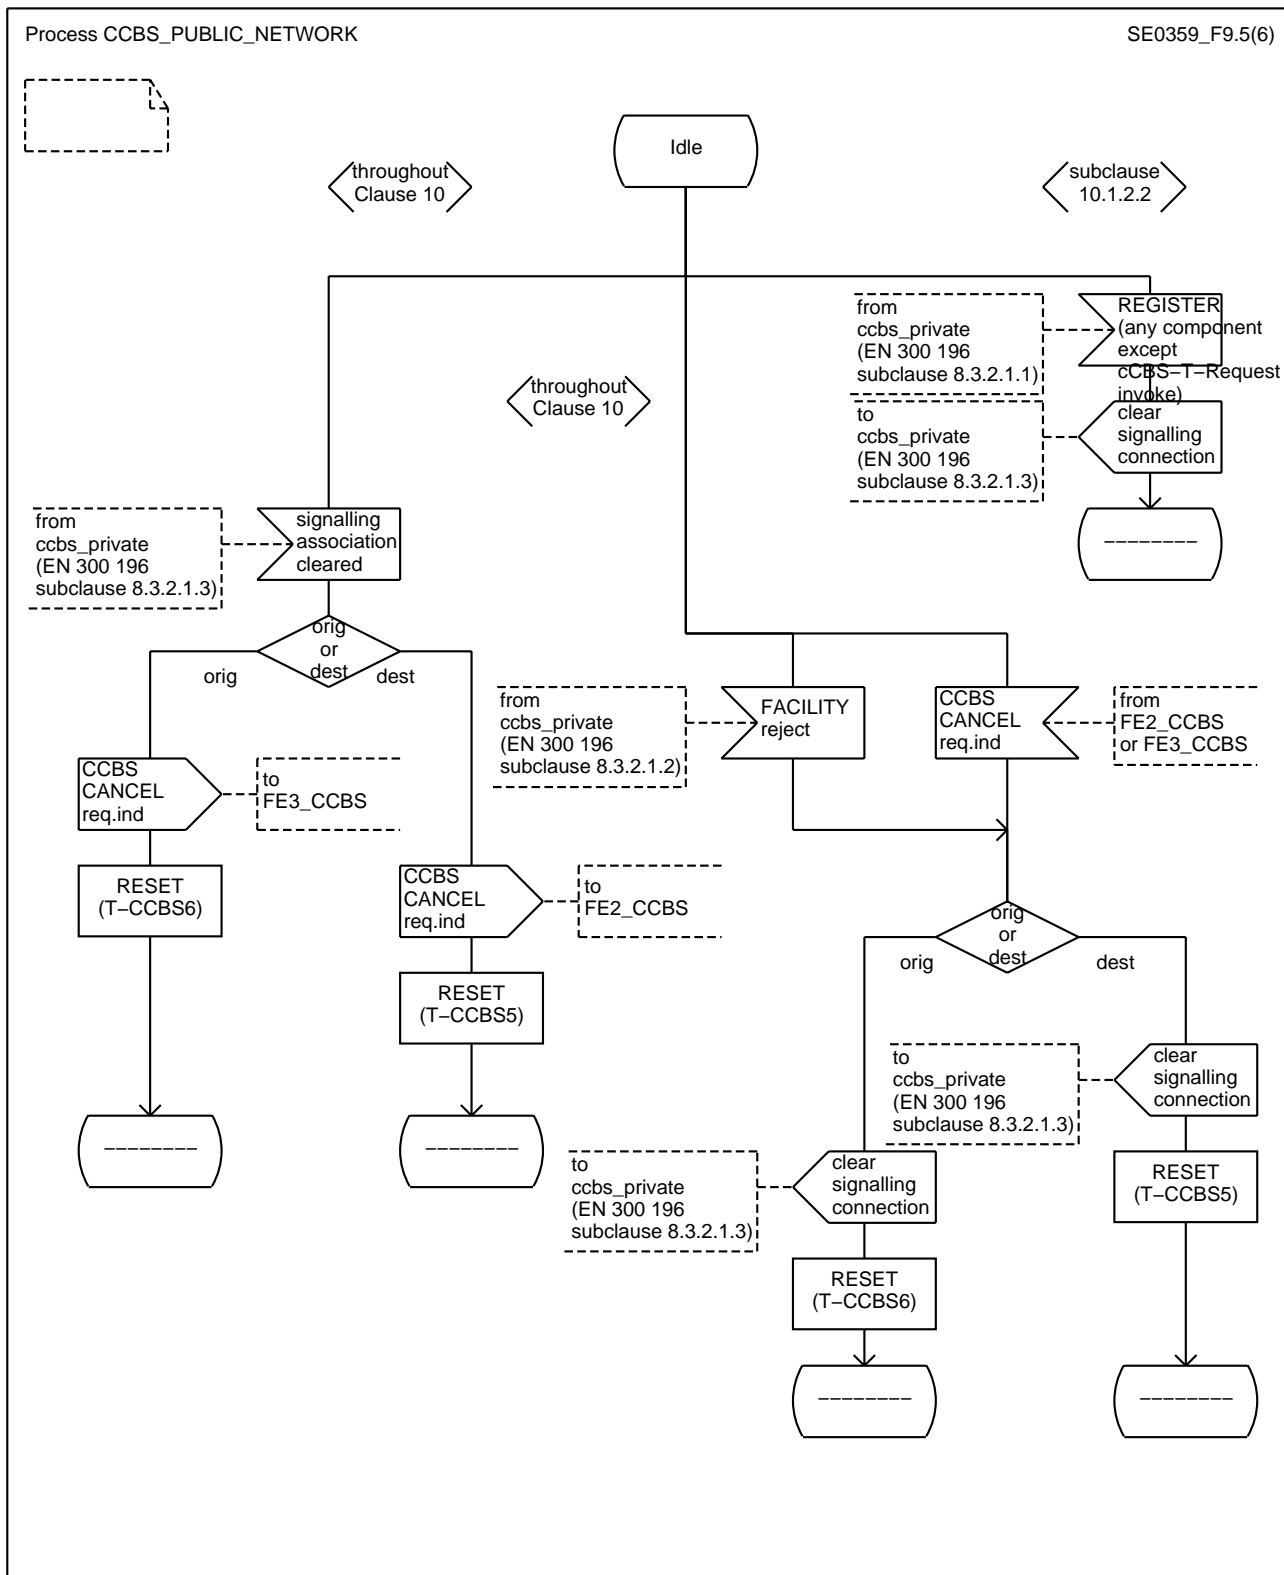 Process CCBS_PUBLIC_NETWORK
SE0359_F9.5(6)
Idle
throughout
Clause 10
subclause
10.1.2.2
from
ccbs_private
(EN 300 196
subclause 8.3.2.1.1)
REGISTER
(any component
except
cCBS–T–Request
invoke)
throughout
Clause 10
to
ccbs_private
(EN 300 196
subclause 8.3.2.1.3)
clear
signalling
connection
––––––––
from
ccbs_private
(EN 300 196
subclause 8.3.2.1.3)
signalling
association
cleared
orig
or
dest
orig
dest
from
ccbs_private
(EN 300 196
subclause 8.3.2.1.2)
FACILITY
reject
CCBS
CANCEL
req.ind
from
FE2_CCBS
or FE3_CCBS
CCBS
CANCEL
req.ind
to
FE3_CCBS
RESET
(T–CCBS6)
CCBS
CANCEL
req.ind
to
FE2_CCBS
RESET
(T–CCBS5)
orig
or
dest
orig
dest
to
ccbs_private
(EN 300 196
subclause 8.3.2.1.3)
clear
signalling
connection
––––––––
––––––––
to
ccbs_private
(EN 300 196
subclause 8.3.2.1.3)
clear
signalling
connection
RESET
(T–CCBS5)
RESET
(T–CCBS6)
––––––––
––––––––